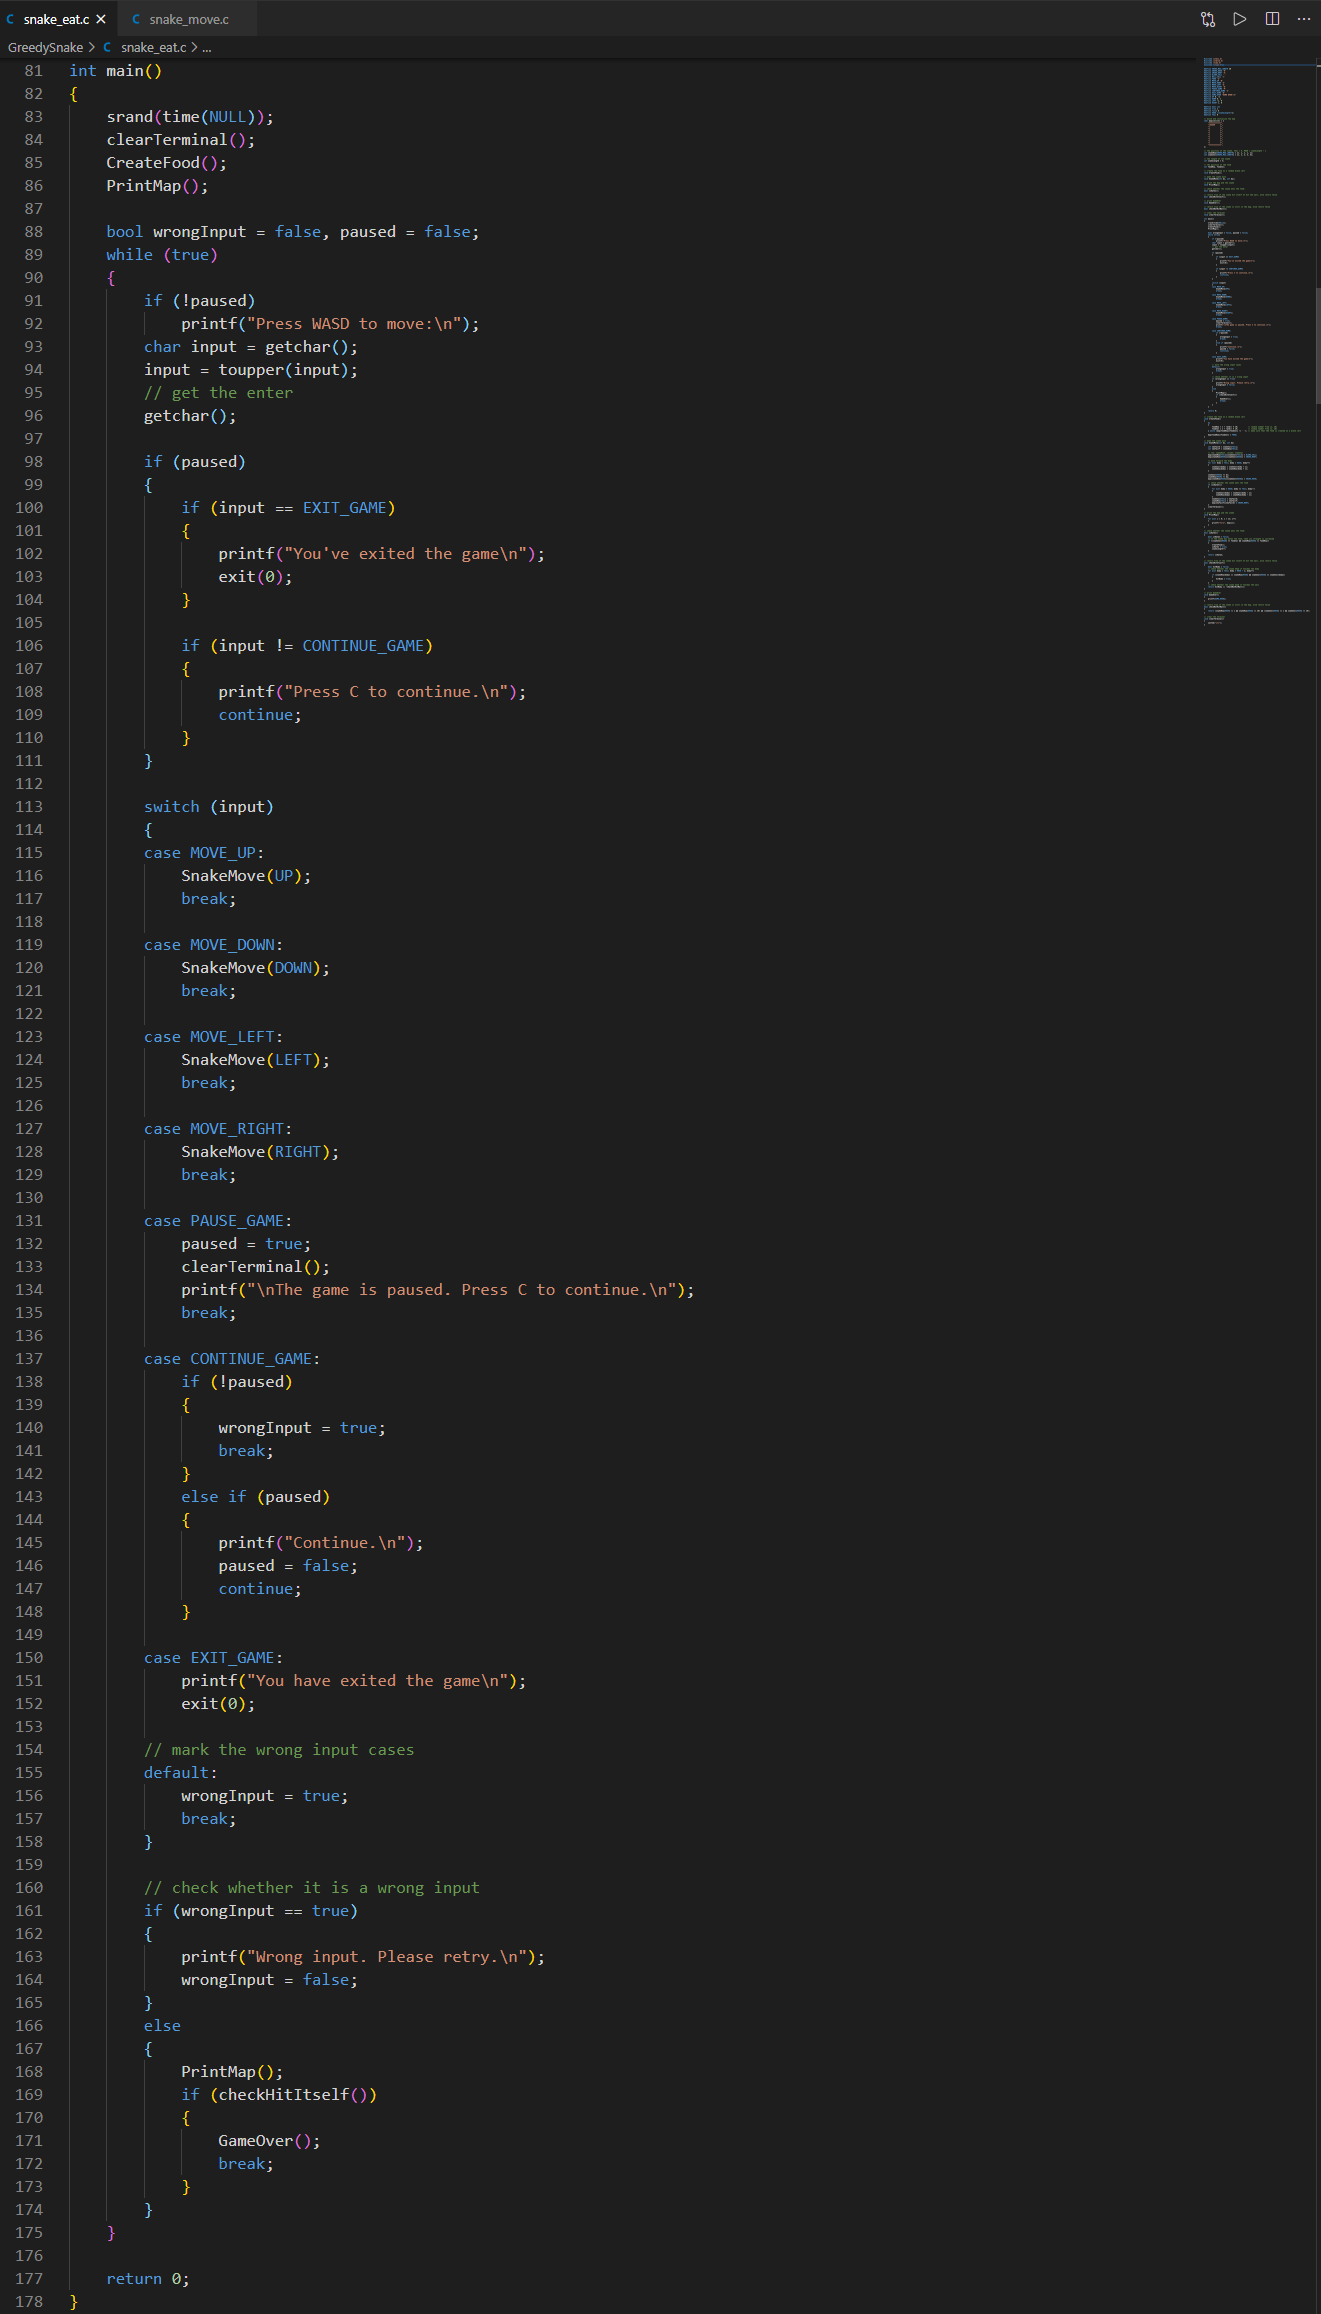 snake_eat.c
snake_move.c
GreedySnake > C snake_eat.c > ...
81 int main()
82 {
83     srand(time(NULL));
84     clearTerminal();
85     CreateFood();
86     PrintMap();
87
88     bool wrongInput = false, paused = false;
89     while (true)
90     {
91         if (!paused)
92             printf("Press WASD to move:\n");
93         char input = getchar();
94         input = toupper(input);
95         // get the enter
96         getchar();
97
98         if (paused)
99         {
100             if (input == EXIT_GAME)
101             {
102                 printf("You've exited the game\n");
103                 exit(0);
104             }
105
106             if (input != CONTINUE_GAME)
107             {
108                 printf("Press C to continue.\n");
109                 continue;
110             }
111         }
112
113         switch (input)
114         {
115         case MOVE_UP:
116             SnakeMove(UP);
117             break;
118
119         case MOVE_DOWN:
120             SnakeMove(DOWN);
121             break;
122
123         case MOVE_LEFT:
124             SnakeMove(LEFT);
125             break;
126
127         case MOVE_RIGHT:
128             SnakeMove(RIGHT);
129             break;
130
131         case PAUSE_GAME:
132             paused = true;
133             clearTerminal();
134             printf("\nThe game is paused. Press C to continue.\n");
135             break;
136
137         case CONTINUE_GAME:
138             if (!paused)
139             {
140                 wrongInput = true;
141                 break;
142             }
143             else if (paused)
144             {
145                 printf("Continue.\n");
146                 paused = false;
147                 continue;
148             }
149
150         case EXIT_GAME:
151             printf("You have exited the game\n");
152             exit(0);
153
154         // mark the wrong input cases
155         default:
156             wrongInput = true;
157             break;
158         }
159
160         // check whether it is a wrong input
161         if (wrongInput == true)
162         {
163             printf("Wrong input. Please retry.\n");
164             wrongInput = false;
165         }
166         else
167         {
168             PrintMap();
169             if (checkHitItself())
170             {
171                 GameOver();
172                 break;
173             }
174         }
175     }
176
177     return 0;
178 }